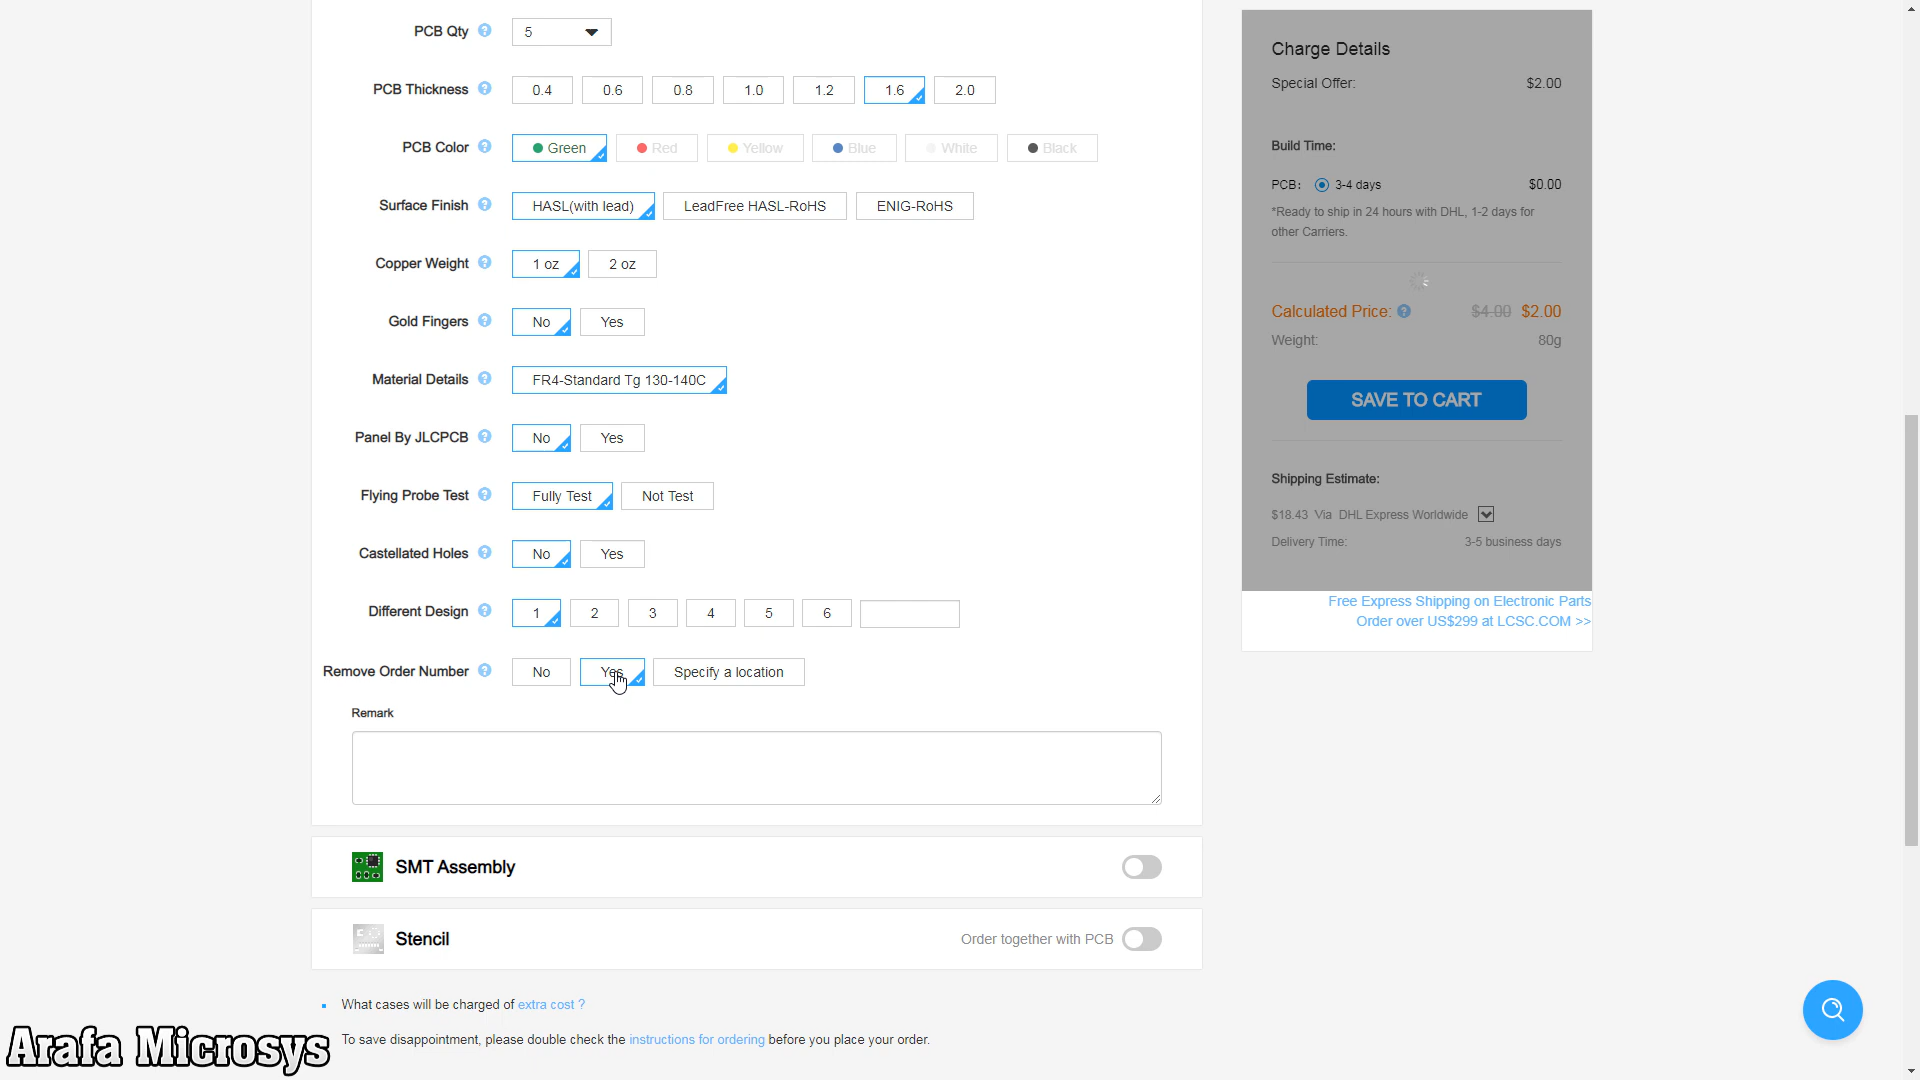 PCB Qty 5
PCB Thickness 0.4 0.6 0.8 1.0 1.2 1.6 2.0
PCB Color Green Red Yellow Blue White Black
Surface Finish HASL(with lead) LeadFree HASL-RoHS ENIG-RoHS
Copper Weight 1 oz 2 oz
Gold Fingers No Yes
Material Details FR4-Standard Tg 130-140C
Panel By JLCPCB No Yes
Flying Probe Test Fully Test Not Test
Castellated Holes No Yes
Different Design 1 2 3 4 5 6
Remove Order Number No Yes Specify a location
Remark
SMT Assembly
Stencil Order together with PCB
What cases will be charged of extra cost ?
To save disappointment, please double check the instructions for ordering before you place your order.
Charge Details
Special Offer: $2.00
Build Time:
PCB: 3-4 days $0.00
*Ready to ship in 24 hours with DHL, 1-2 days for
other Carriers.
Calculated Price: $4.00 $2.00
Weight: 80g
SAVE TO CART
Shipping Estimate:
$18.43 Via DHL Express Worldwide
Delivery Time: 3-5 business days
Free Express Shipping on Electronic Parts
Order over US$299 at LCSC.COM >>
Arafa Microsys